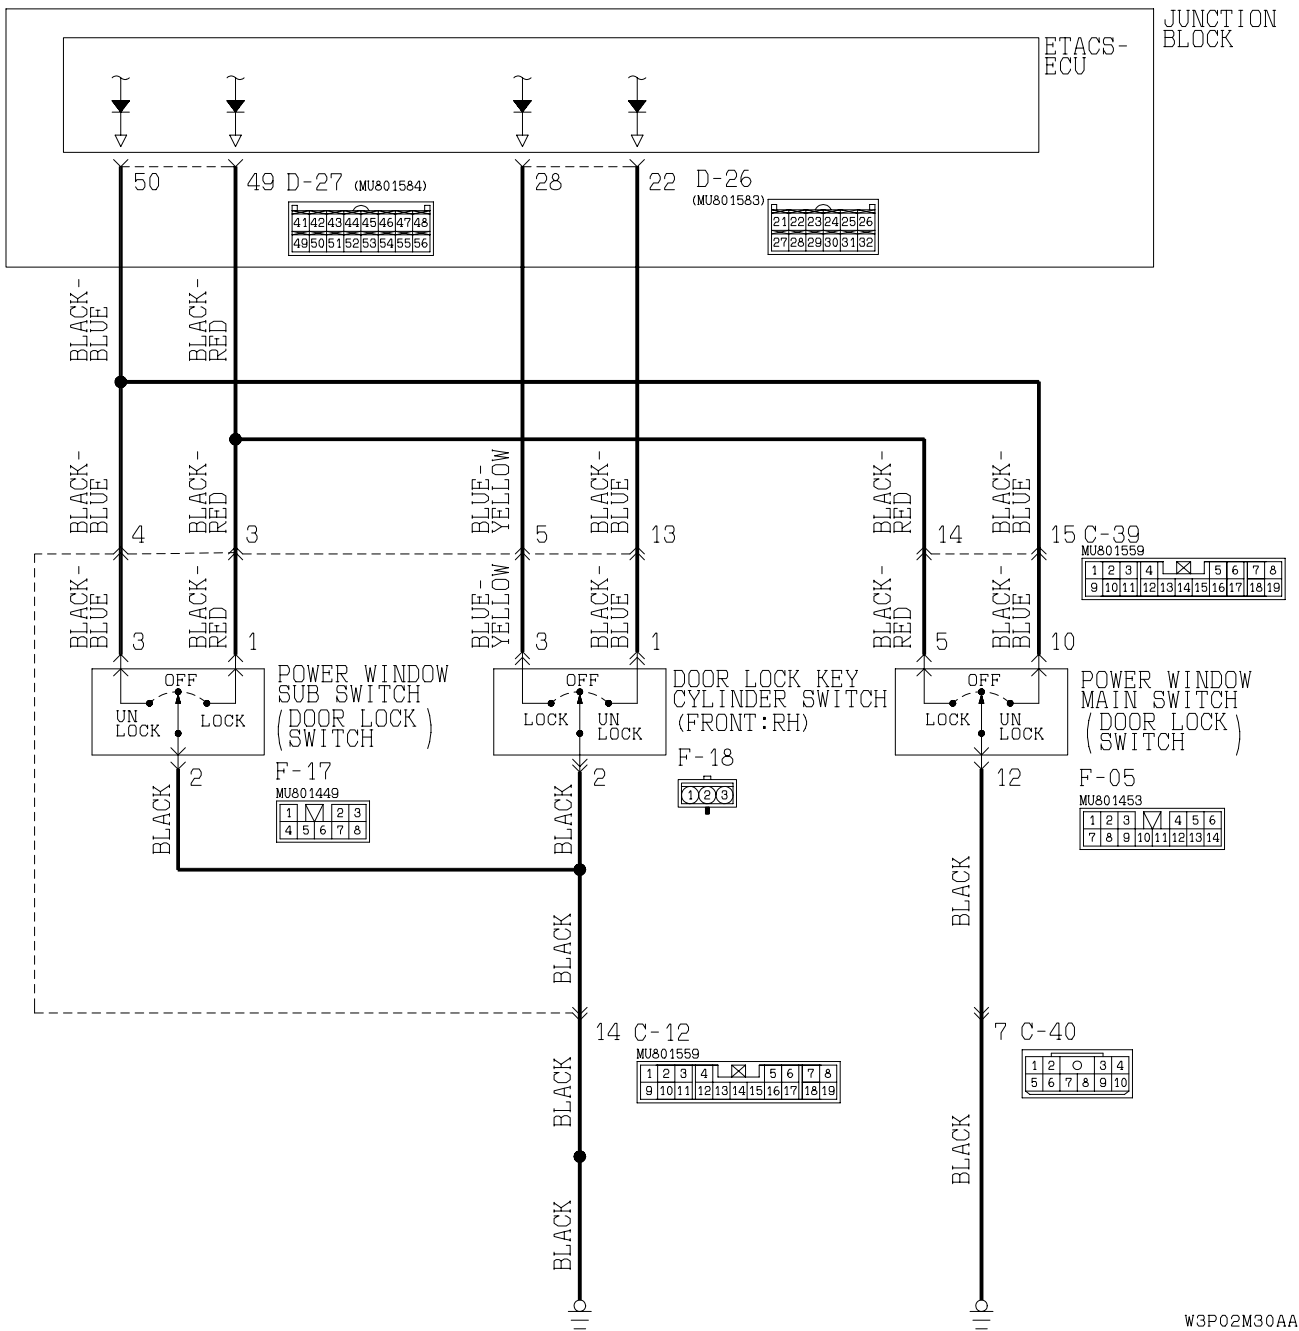 JUNCTION
BLOCK
ETACS-
ECU
50
49 D-27 (MU801584)
28
22 D-26
(MU801583)
41 42 43 44 45 46 47 48
49 50 51 52 53 54 55 56
21 22 23 24 25 26
27 28 29 30 31 32
BLACK-
BLUE
BLACK-
RED
BLACK-
BLUE
BLACK-
RED
BLUE-
YELLOW
BLACK-
BLUE
BLACK-
RED
BLACK-
BLUE
4
3
5
13
14
15 C-39
MU801559
1 2 3 4 5 6 7 8
9 10 11 12 13 14 15 16 17 18 19
BLACK-
BLUE
BLACK-
RED
BLUE-
YELLOW
BLACK-
BLUE
BLACK-
RED
BLACK-
BLUE
3
1
3
1
5
10
OFF
UN
LOCK
LOCK
POWER WINDOW
SUB SWITCH
(DOOR LOCK
SWITCH)
OFF
LOCK
UN
LOCK
DOOR LOCK KEY
CYLINDER SWITCH
(FRONT:RH)
OFF
LOCK
UN
LOCK
POWER WINDOW
MAIN SWITCH
(DOOR LOCK
SWITCH)
2
F-17
MU801449
1 2 3
4 5 6 7 8
2
F-18
1 2 3
12
F-05
MU801453
1 2 3 4 5 6
7 8 9 10 11 12 13 14
BLACK
BLACK
BLACK
BLACK
14 C-12
MU801559
1 2 3 4 5 6 7 8
9 10 11 12 13 14 15 16 17 18 19
7 C-40
1 2 3 4
5 6 7 8 9 10
BLACK
BLACK
BLACK
W3P02M30AA